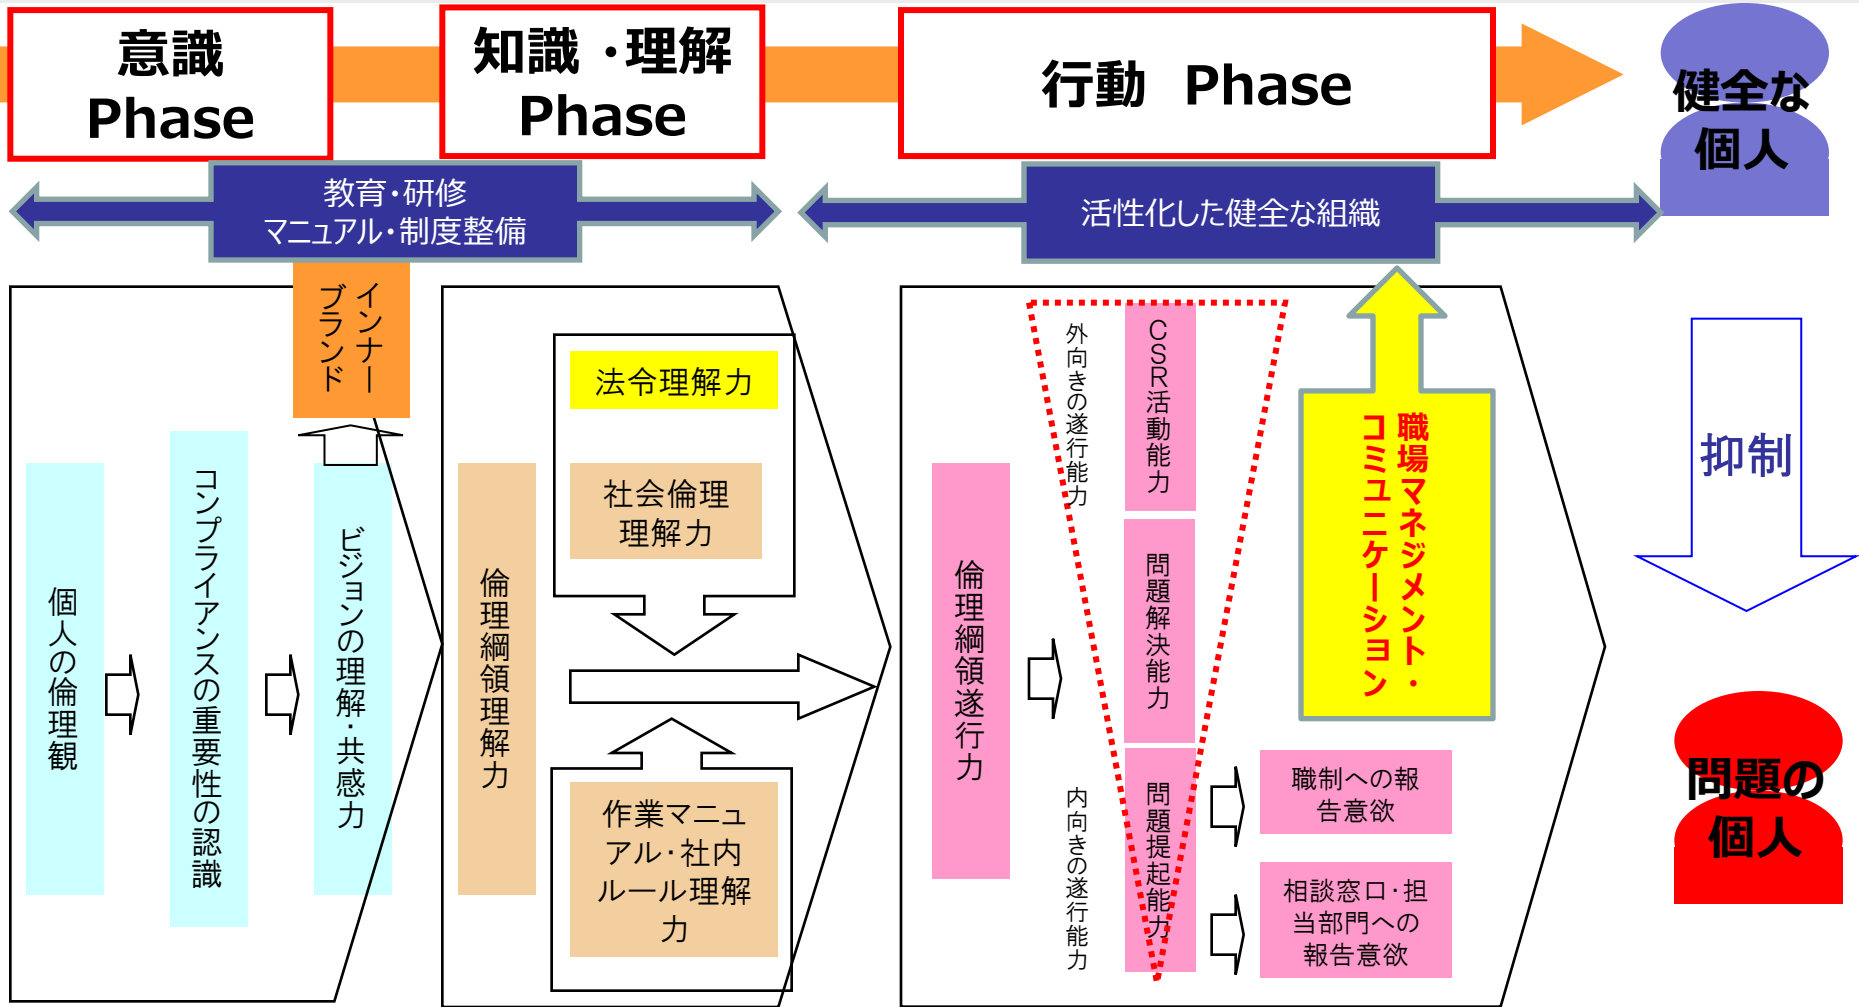 意識
Phase
知識 ・理解
Phase
行動　Phase
健全な
個人
教育・研修
マニュアル・制度整備
活性化した健全な組織
インナー
ブランド
個人の倫理観
コンプライアンスの重要性の認識
ビジョンの理解・共感力
倫理綱領理解力
法令理解力
社会倫理
理解力
作業マニュ
アル・社内
ルール理解
力
倫理綱領遂行力
外向きの遂行能力
内向きの遂行能力
CSR活動能力
問題解決能力
問題提起能力
職場マネジメント・
コミュニケーション
職制への報
告意欲
相談窓口・担
当部門への
報告意欲
抑制
問題の
個人